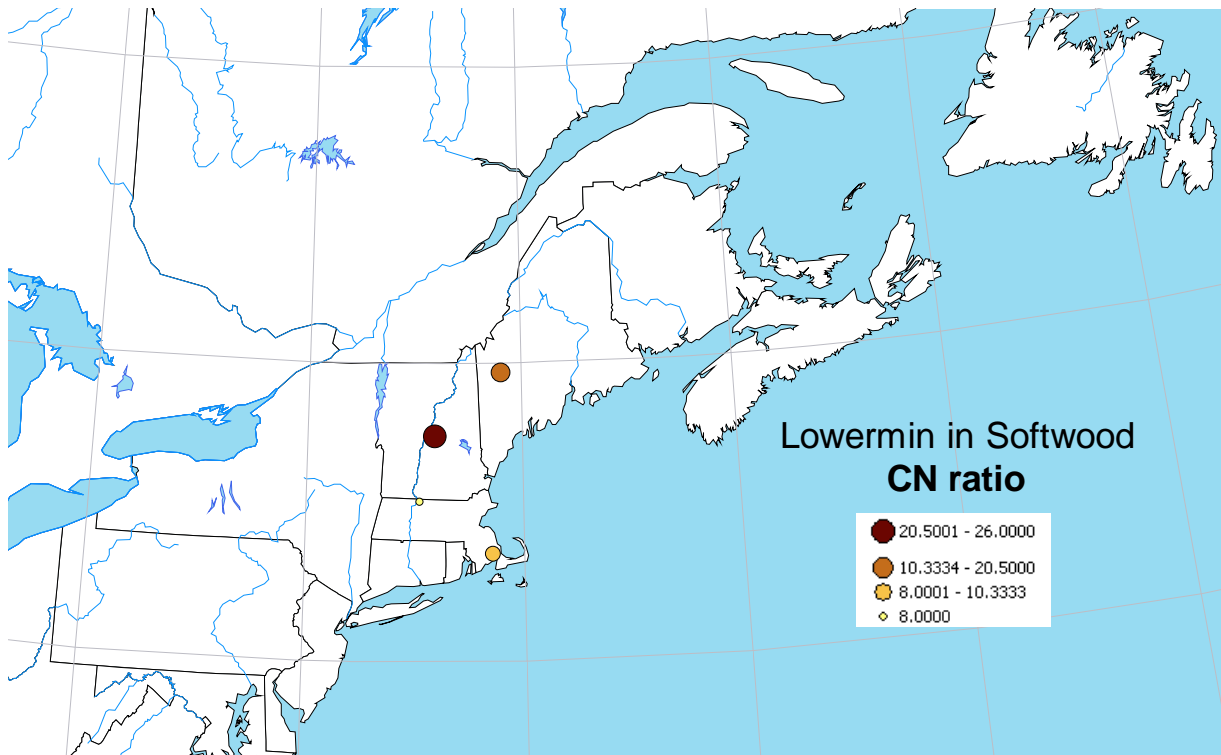 Lowermin in Softwood
CN ratio
20.5001 - 26.0000
10.3334 - 20.5000
8.0001 - 10.3333
8.0000